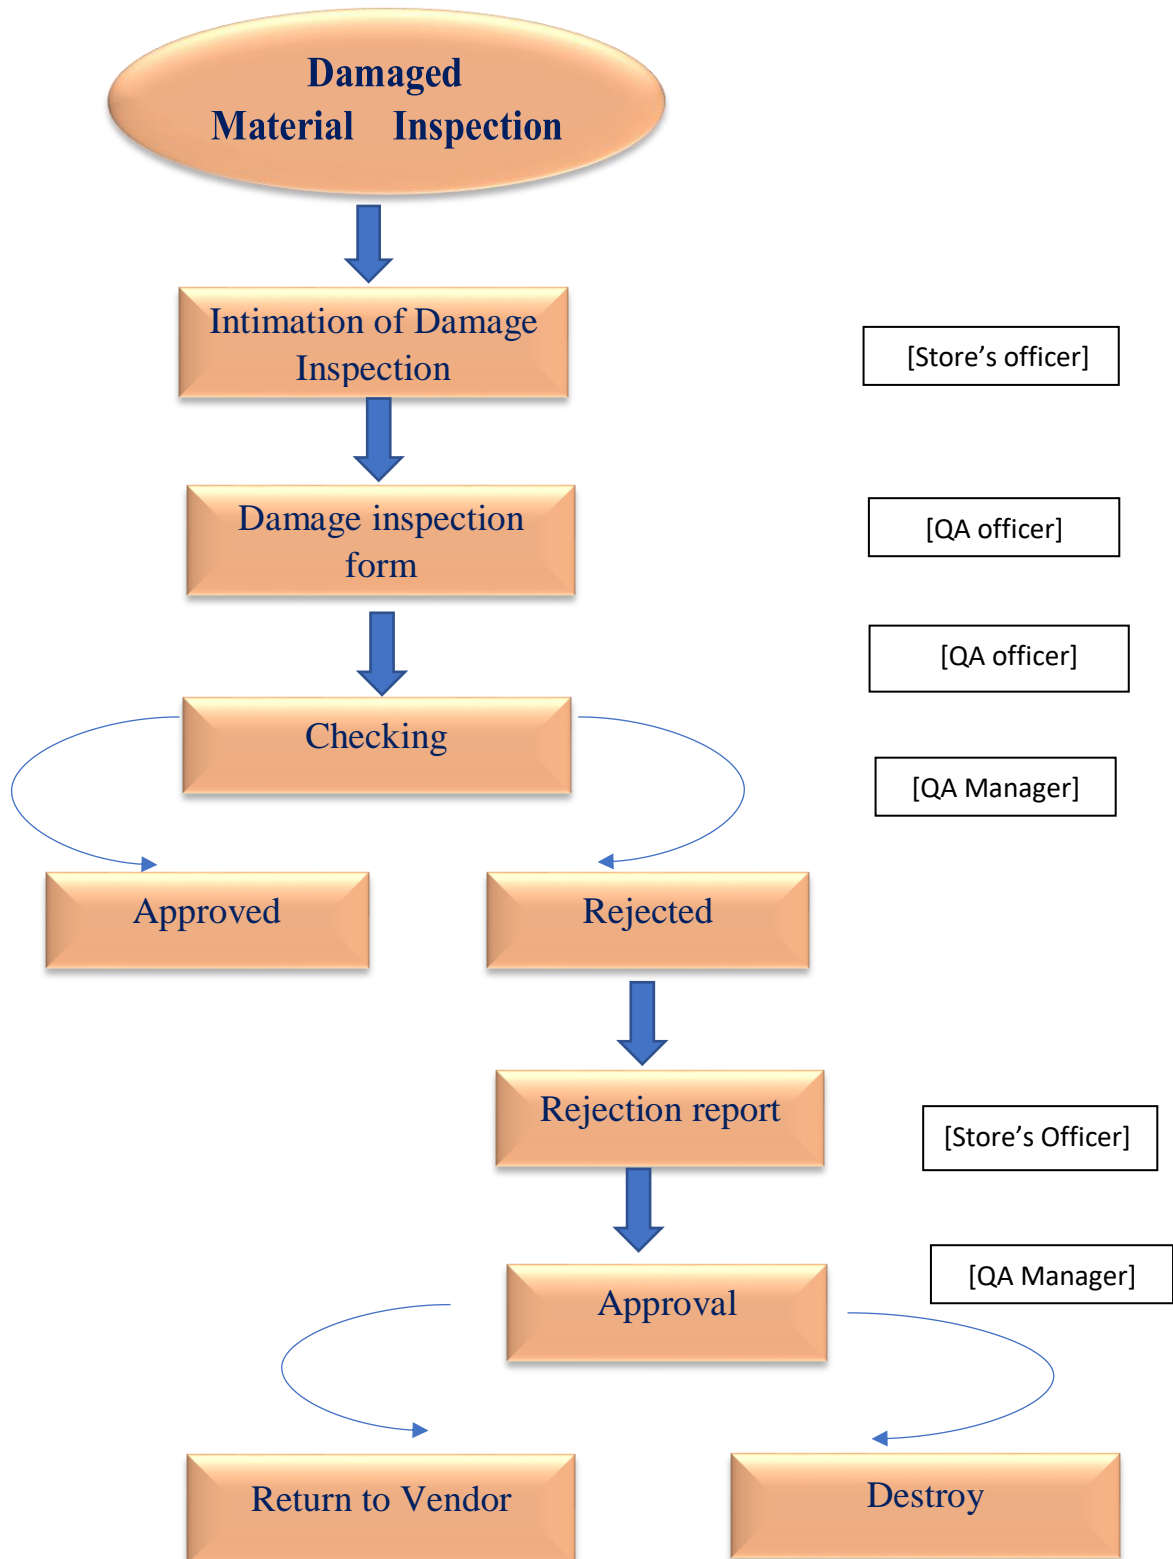 Damaged
Material Inspection
Intimation of Damage
Inspection
[Store’s officer]
Damage inspection
form
[QA officer]
[QA officer]
Checking
[QA Manager]
Approved
Rejected
Rejection report
[Store’s Officer]
[QA Manager]
Approval
Return to Vendor
Destroy